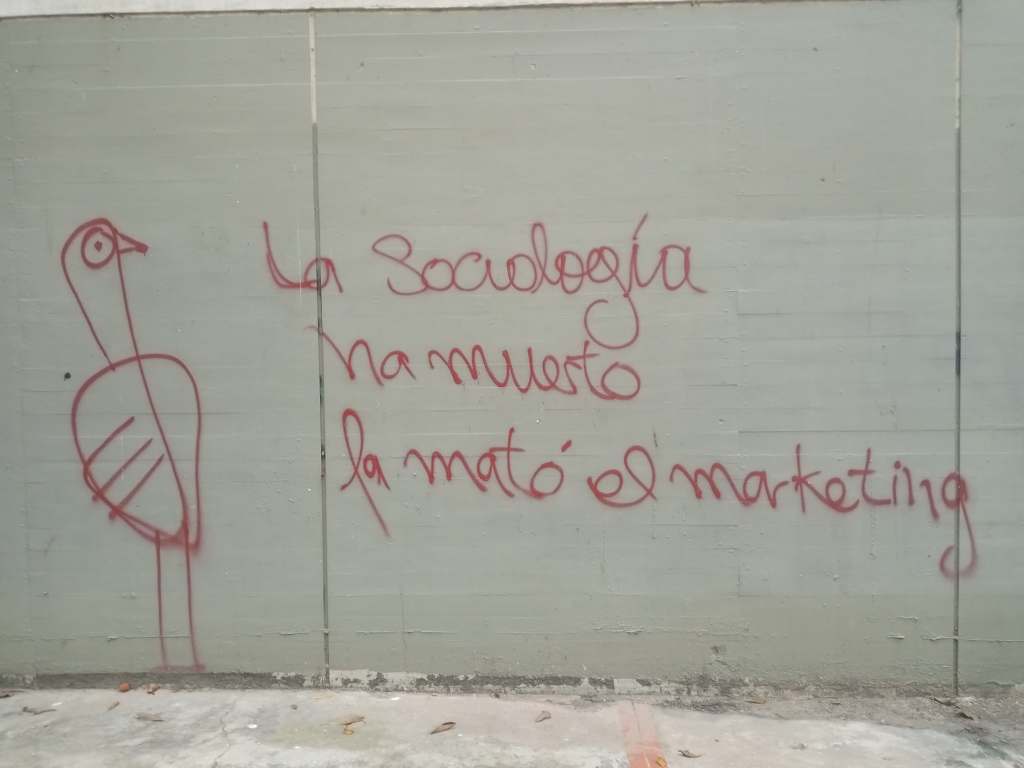 La Sociología
ha muerto
la mató el marketing